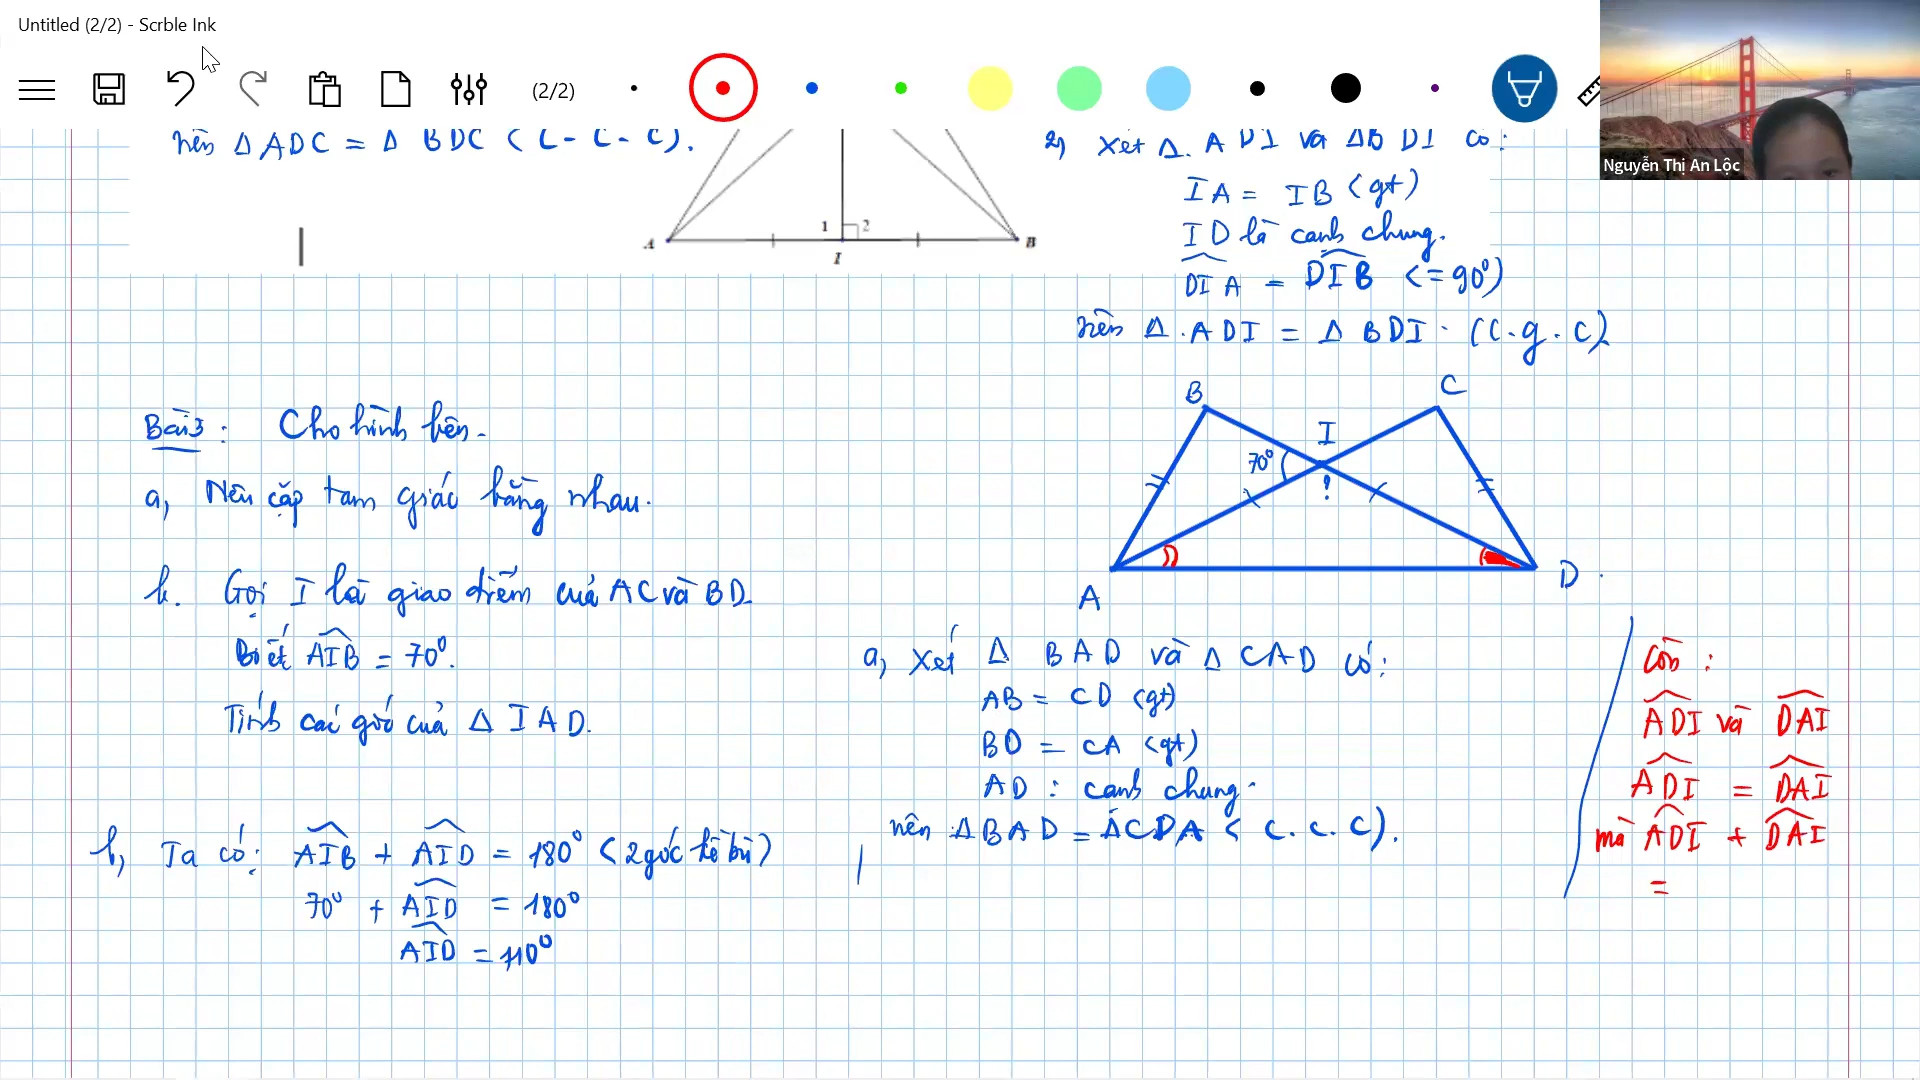 Untitled (2/2) - Scrble Ink
(2/2)
Nguyễn Thị An Lộc
nên Δ ADC = Δ BDC (C - C - C).
1 2
A B
I
2) Xét Δ. ADI và ΔBDI có:
IA = IB (gt)
ID là cạnh chung.
DIA = DIB (= 90°)
nên Δ.ADI = Δ BDI. (C.g.C)
Bài 3: Cho hình bên.
a, Nêu cặp tam giác bằng nhau.
b. Gọi I là giao điểm của AC và BD
Biết AIB = 70°.
Tính các góc của Δ IAD.
B C
I
70°
?
A D.
a, Xét Δ BAD và Δ CAD có:
AB = CD (gt)
BD = CA (gt)
AD : cạnh chung.
nên ΔBAD = ΔCDA (C.C.C).
b, Ta có: AIB + AID = 180° (2 góc kề bù)
70° + AID = 180°
AID = 110°
Còn :
ADI và DAI
ADI = DAI
mà ADI + DAI
=